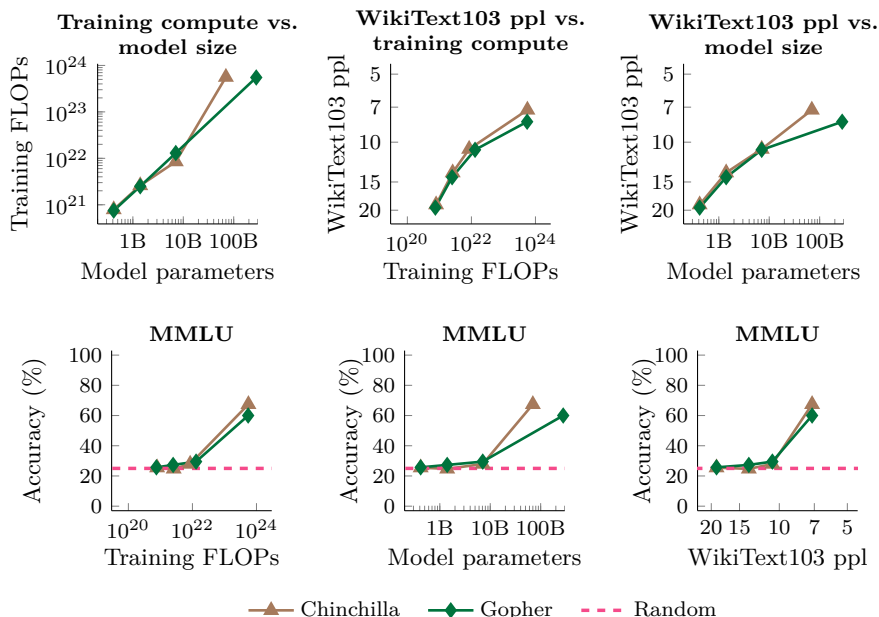 Training compute vs.
model size
Training FLOPs
10^24
10^23
10^22
10^21
1B 10B 100B
Model parameters
WikiText103 ppl vs.
training compute
WikiText103 ppl
5
7
10
15
20
10^20 10^22 10^24
Training FLOPs
WikiText103 ppl vs.
model size
WikiText103 ppl
5
7
10
15
20
1B 10B 100B
Model parameters
MMLU
Accuracy (%)
100
80
60
40
20
0
10^20 10^22 10^24
Training FLOPs
MMLU
Accuracy (%)
100
80
60
40
20
0
1B 10B 100B
Model parameters
MMLU
Accuracy (%)
100
80
60
40
20
0
20 15 10 7 5
WikiText103 ppl
Chinchilla Gopher Random